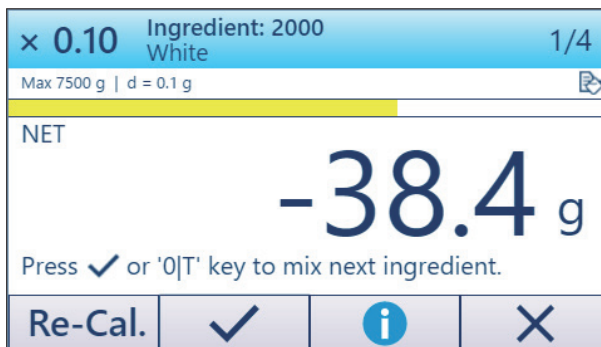 × 0.10 Ingredient: 2000 1/4
White
Max 7500 g | d = 0.1 g
NET
-38.4 g
Press ✓ or '0|T' key to mix next ingredient.
Re-Cal. ✓ i ×